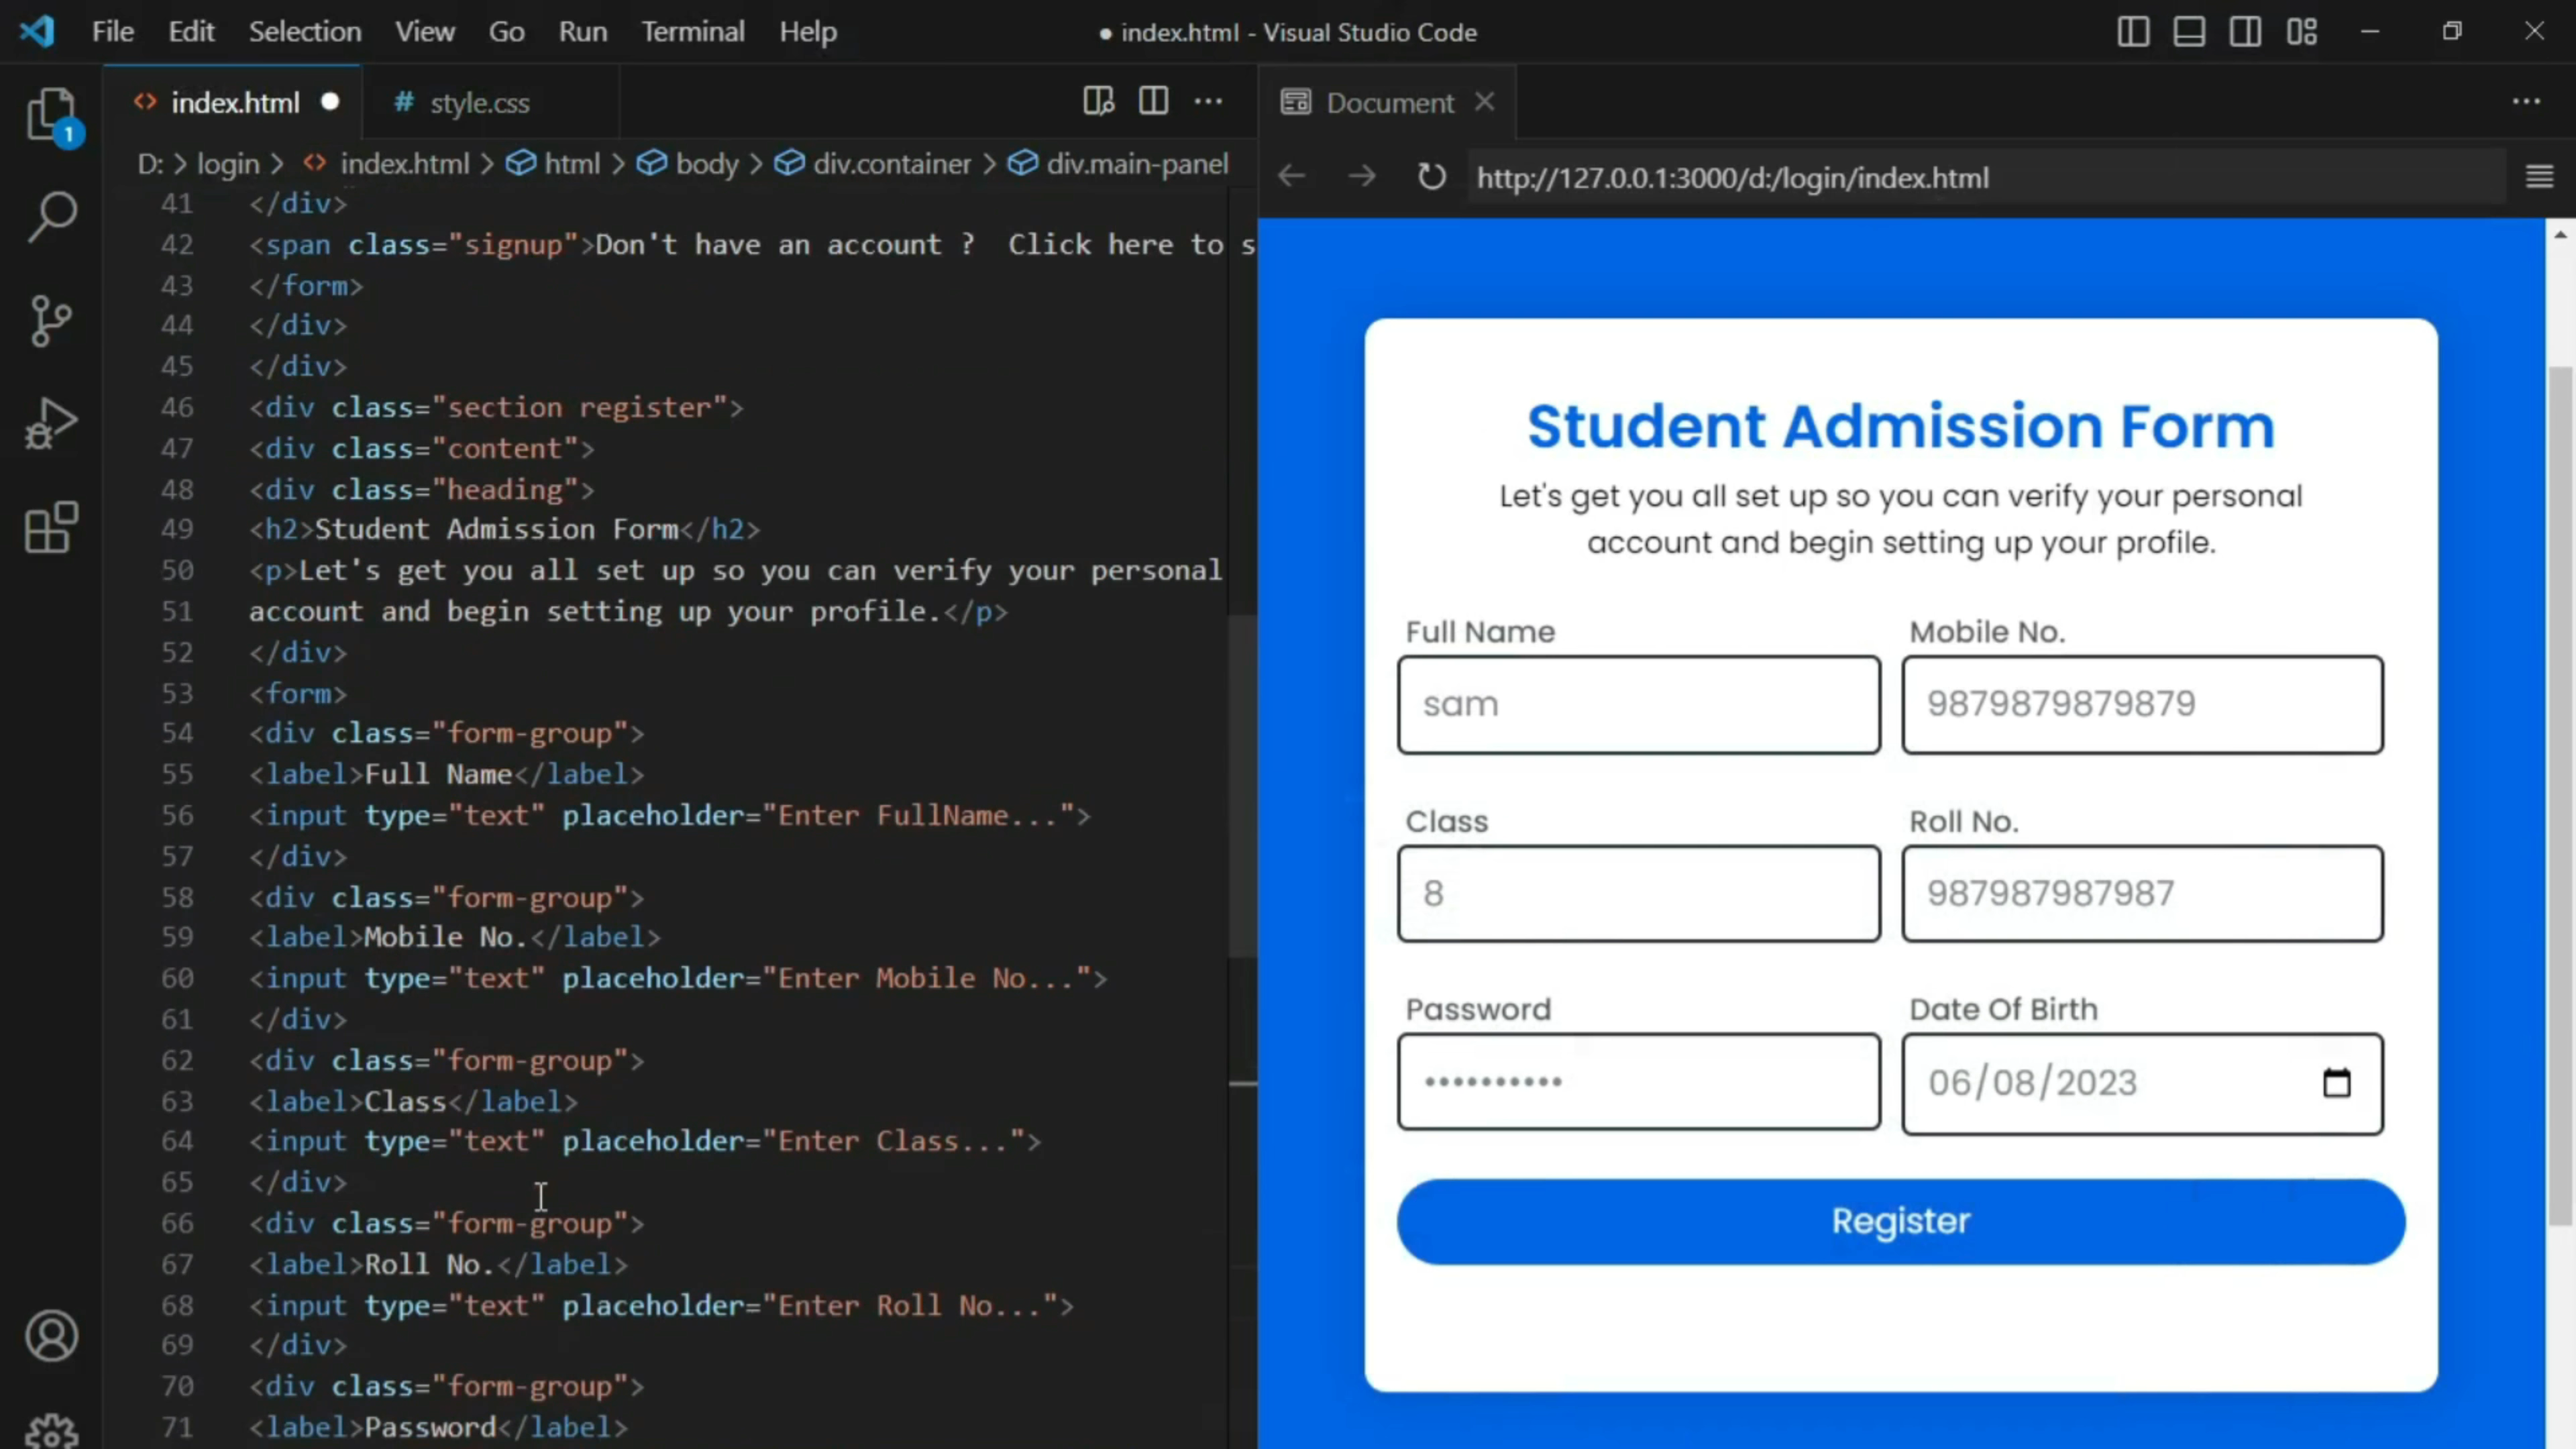 File Edit Selection View Go Run Terminal Help
● index.html - Visual Studio Code
index.html
# style.css
Document
1
D: > login > index.html > html > body > div.container > div.main-panel
http://127.0.0.1:3000/d:/login/index.html
41 </div>
42 <span class="signup">Don't have an account ?  Click here to s
43 </form>
44 </div>
45 </div>
46 <div class="section register">
47 <div class="content">
48 <div class="heading">
49 <h2>Student Admission Form</h2>
50 <p>Let's get you all set up so you can verify your personal
51 account and begin setting up your profile.</p>
52 </div>
53 <form>
54 <div class="form-group">
55 <label>Full Name</label>
56 <input type="text" placeholder="Enter FullName...">
57 </div>
58 <div class="form-group">
59 <label>Mobile No.</label>
60 <input type="text" placeholder="Enter Mobile No...">
61 </div>
62 <div class="form-group">
63 <label>Class</label>
64 <input type="text" placeholder="Enter Class...">
65 </div>
66 <div class="form-group">
67 <label>Roll No.</label>
68 <input type="text" placeholder="Enter Roll No...">
69 </div>
70 <div class="form-group">
71 <label>Password</label>
Student Admission Form
Let's get you all set up so you can verify your personal
account and begin setting up your profile.
Full Name
Mobile No.
sam
9879879879879
Class
Roll No.
8
987987987987
Password
Date Of Birth
••••••••••
06/08/2023
Register